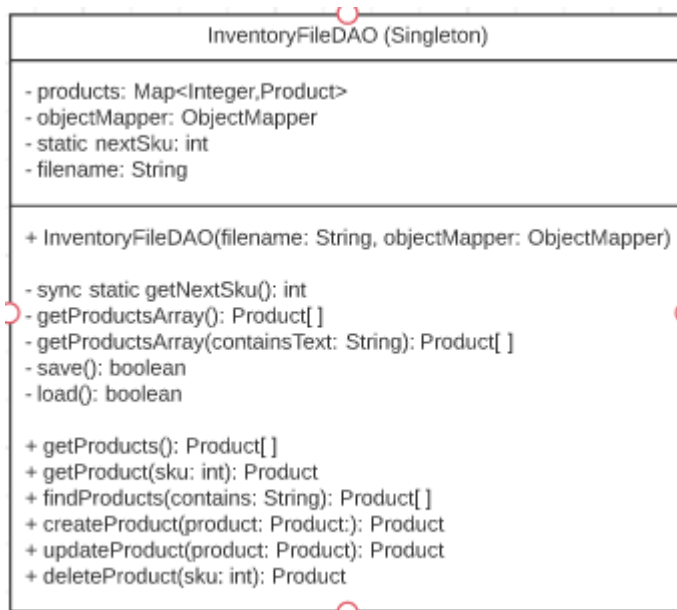 InventoryFileDAO (Singleton)
- products: Map<Integer,Product>
- objectMapper: ObjectMapper
- static nextSku: int
- filename: String
+ InventoryFileDAO(filename: String, objectMapper: ObjectMapper)
- sync static getNextSku(): int
- getProductsArray(): Product[ ]
- getProductsArray(containsText: String): Product[ ]
- save(): boolean
- load(): boolean
+ getProducts(): Product[ ]
+ getProduct(sku: int): Product
+ findProducts(contains: String): Product[ ]
+ createProduct(product: Product:): Product
+ updateProduct(product: Product): Product
+ deleteProduct(sku: int): Product